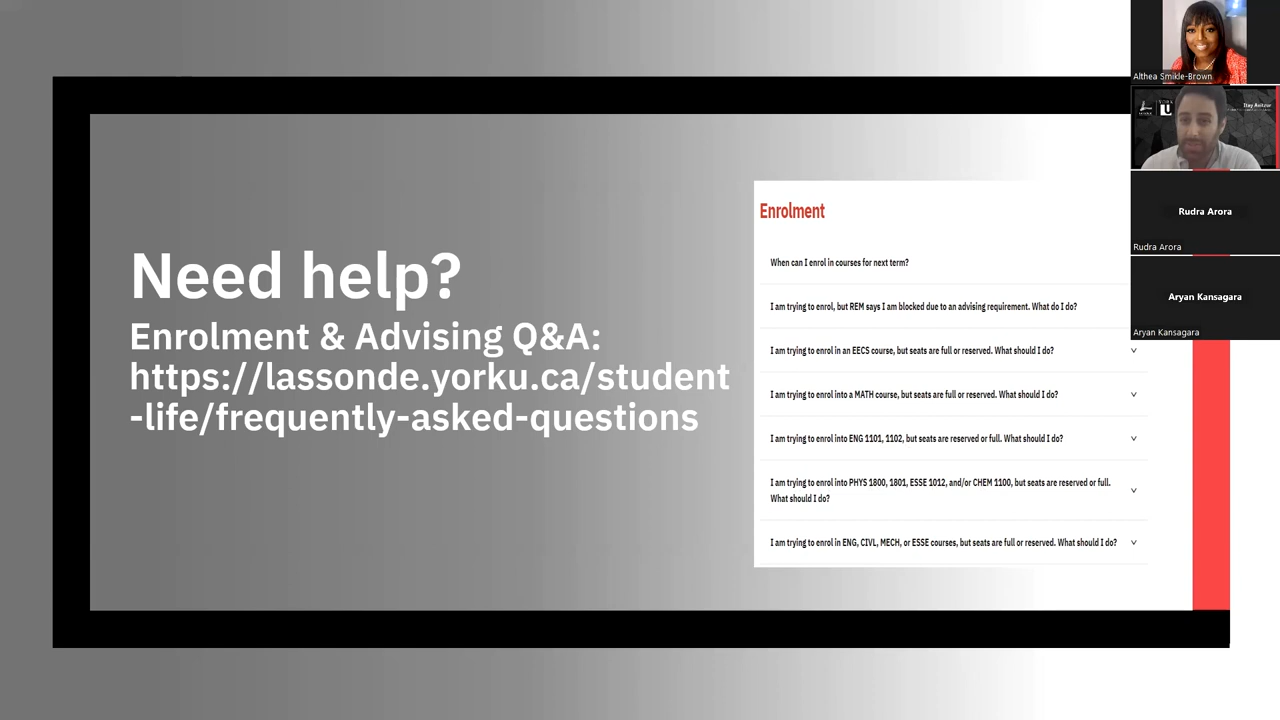 Need help?
Enrolment & Advising Q&A:
https://lassonde.yorku.ca/student
-life/frequently-asked-questions
Enrolment
When can I enrol in courses for next term?
I am trying to enrol, but REM says I am blocked due to an advising requirement. What do I do?
I am trying to enrol in an EECS course, but seats are full or reserved. What should I do?
I am trying to enrol into a MATH course, but seats are full or reserved. What should I do?
I am trying to enrol into ENG 1101, 1102, but seats are reserved or full. What should I do?
I am trying to enrol into PHYS 1800, 1801, ESSE 1012, and/or CHEM 1100, but seats are reserved or full.
What should I do?
I am trying to enrol in ENG, CIVL, MECH, or ESSE courses, but seats are full or reserved. What should I do?
Althea Smikle-Brown
Rudra Arora
Rudra Arora
Aryan Kansagara
Aryan Kansagara